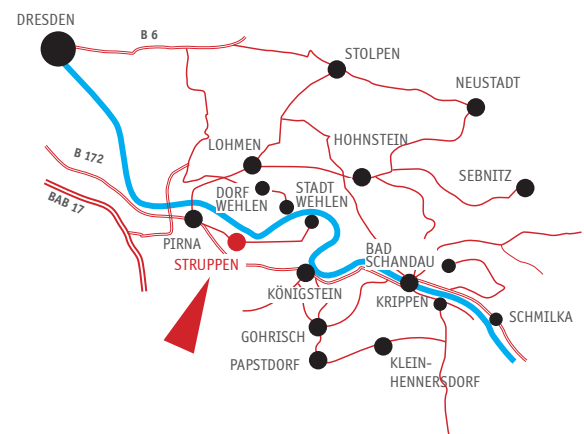 DRESDEN
B 6
STOLPEN
NEUSTADT
B 172
LOHMEN
HOHNSTEIN
SEBNITZ
BAB 17
DORF
WEHLEN
STADT
WEHLEN
PIRNA
BAD
SCHANDAU
STRUPPEN
KÖNIGSTEIN
KRIPPEN
SCHMILKA
GOHRISCH
PAPSTDORF
KLEIN-
HENNERSDORF